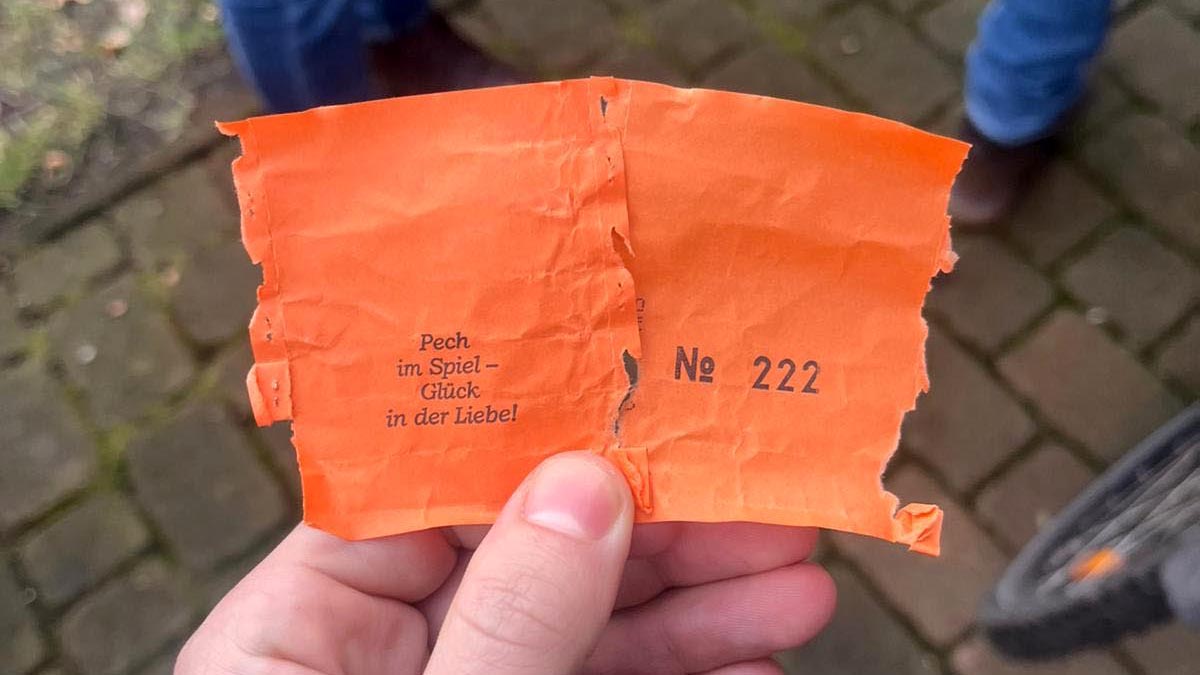 Pech
im Spiel –
Glück
in der Liebe!
№ 222